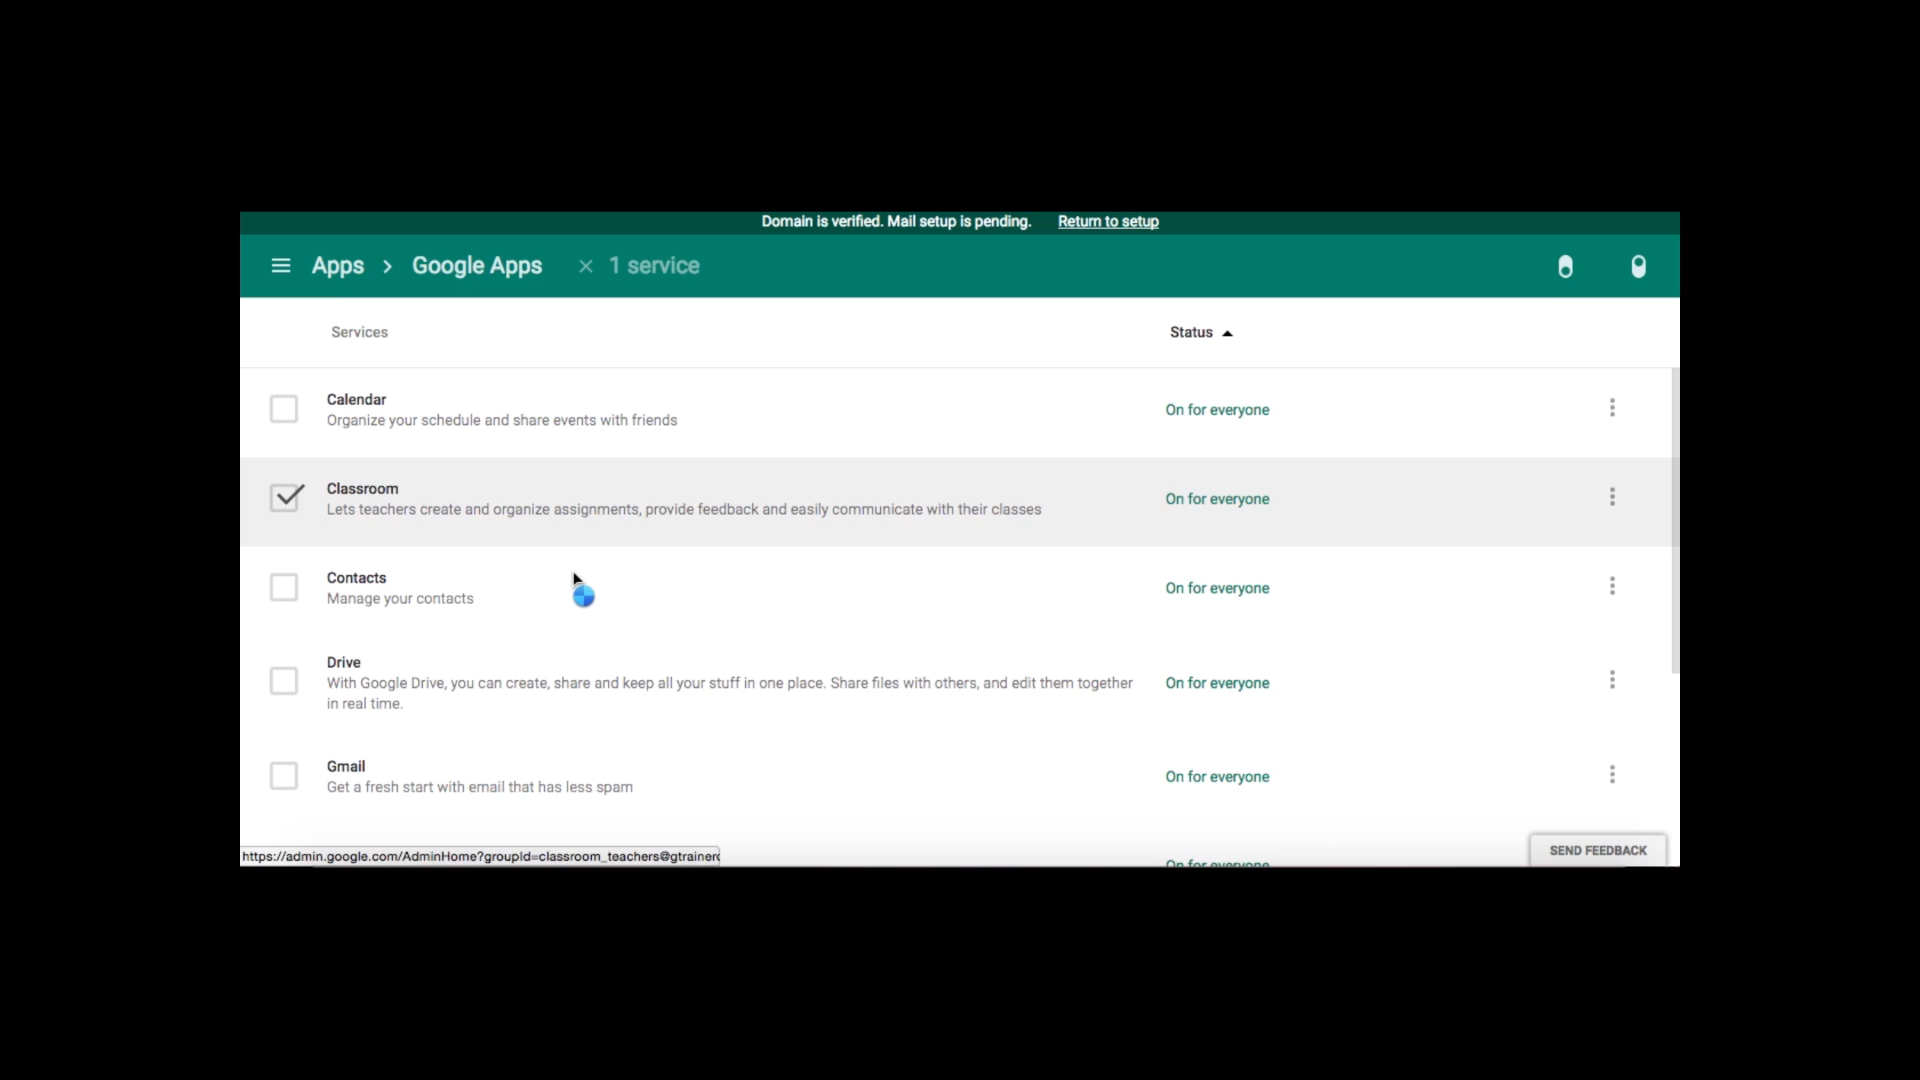 Domain is verified. Mail setup is pending. Return to setup
Apps > Google Apps × 1 service
Services Status
Calendar
Organize your schedule and share events with friends
On for everyone
Classroom
Lets teachers create and organize assignments, provide feedback and easily communicate with their classes
On for everyone
Contacts
Manage your contacts
On for everyone
Drive
With Google Drive, you can create, share and keep all your stuff in one place. Share files with others, and edit them together
in real time.
On for everyone
Gmail
Get a fresh start with email that has less spam
On for everyone
SEND FEEDBACK
https://admin.google.com/AdminHome?groupId=classroom_teachers@gtrainer
On for everyone